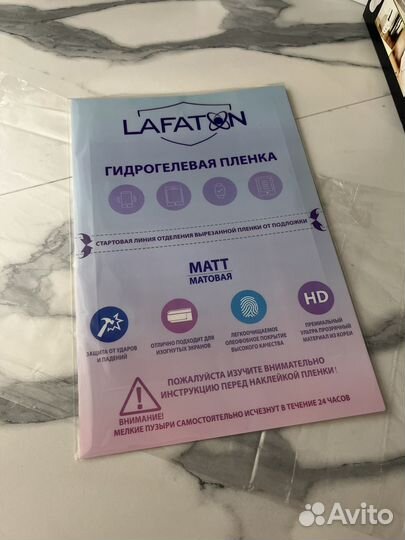 LAFATON
ГИДРОГЕЛЕВАЯ ПЛЕНКА
СТАРТОВАЯ ЛИНИЯ ОТДЕЛЕНИЯ ВЫРЕЗАННОЙ ПЛЕНКИ ОТ ПОДЛОЖКИ
MATT
МАТОВАЯ
HD
ЗАЩИТА ОТ УДАРОВ
И ПАДЕНИЙ
ОТЛИЧНО ПОДХОДИТ ДЛЯ
ИЗОГНУТЫХ ЭКРАНОВ
ЛЕГКООЧИЩАЕМОЕ
ОЛЕОФОБНОЕ ПОКРЫТИЕ
ВЫСОКОГО КАЧЕСТВА
ПРЕМИАЛЬНЫЙ
УЛЬТРА ПРОЗРАЧНЫЙ
МАТЕРИАЛ ИЗ КОРЕИ
ПОЖАЛУЙСТА ИЗУЧИТЕ ВНИМАТЕЛЬНО
ИНСТРУКЦИЮ ПЕРЕД НАКЛЕЙКОЙ ПЛЕНКИ!
ВНИМАНИЕ!
МЕЛКИЕ ПУЗЫРИ САМОСТОЯТЕЛЬНО ИСЧЕЗНУТ В ТЕЧЕНИЕ 24 ЧАСОВ
Avito